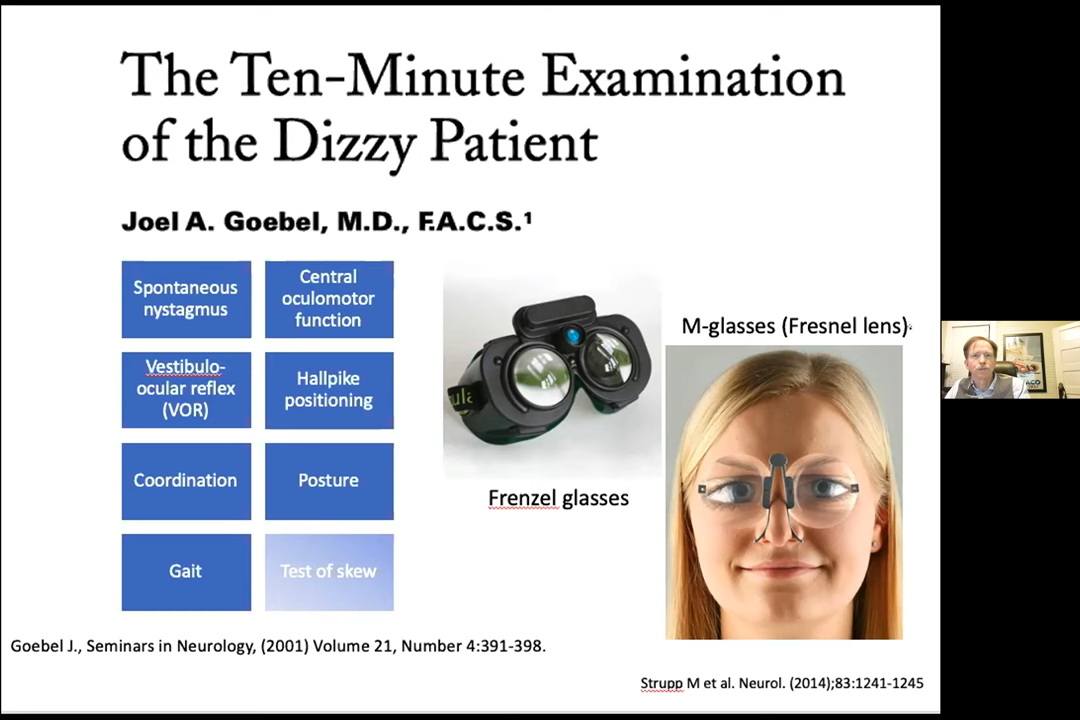 The Ten-Minute Examination
of the Dizzy Patient
Joel A. Goebel, M.D., F.A.C.S.¹
Spontaneous
nystagmus
Central
oculomotor
function
Vestibulo-
ocular reflex
(VOR)
Hallpike
positioning
Coordination
Posture
Gait
Test of skew
Frenzel glasses
M-glasses (Fresnel lens)
Goebel J., Seminars in Neurology, (2001) Volume 21, Number 4:391-398.
Strupp M et al. Neurol. (2014);83:1241-1245